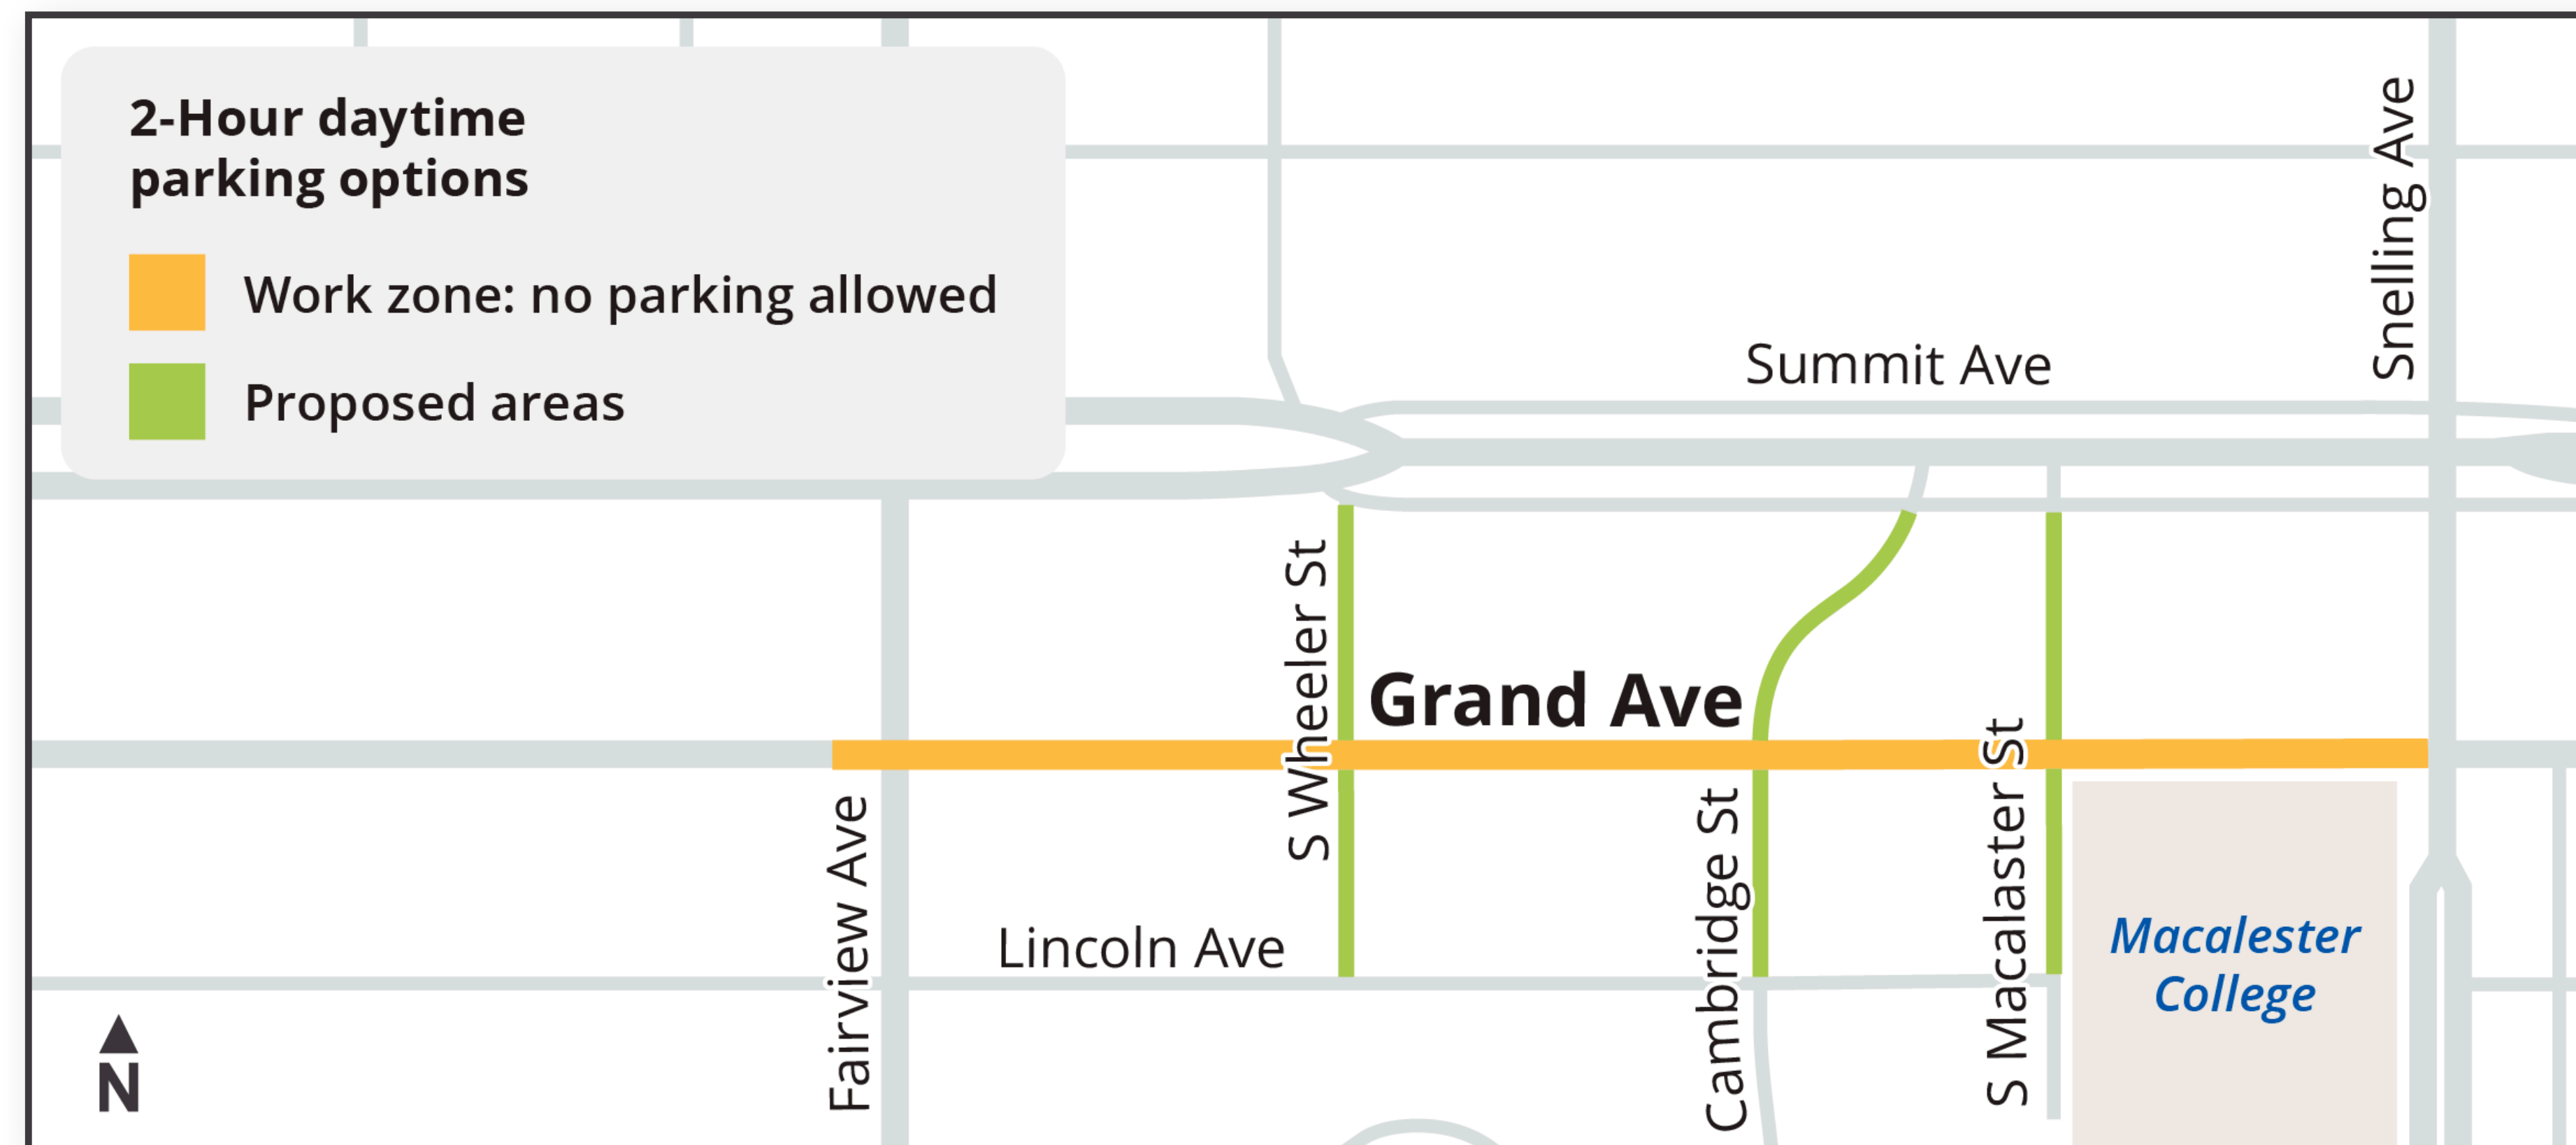 2-Hour daytime
parking options
Work zone: no parking allowed
Proposed areas
Snelling Ave
Summit Ave
S Wheeler St
Grand Ave
Fairview Ave
Lincoln Ave
Cambridge St
S Macalaster St
Macalester
College
N